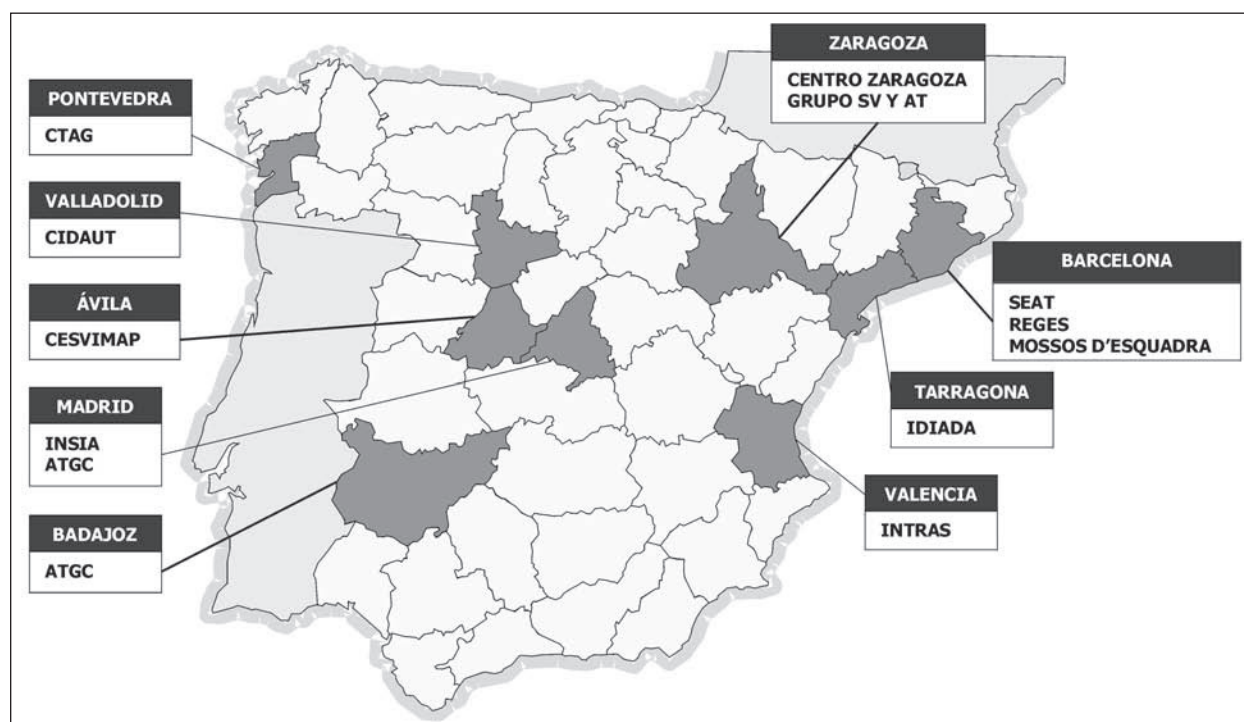 PONTEVEDRA
CTAG
VALLADOLID
CIDAUT
ÁVILA
CESVIMAP
MADRID
INSIA
ATGC
BADAJOZ
ATGC
ZARAGOZA
CENTRO ZARAGOZA
GRUPO SV Y AT
BARCELONA
SEAT
REGES
MOSSOS D'ESQUADRA
TARRAGONA
IDIADA
VALENCIA
INTRAS